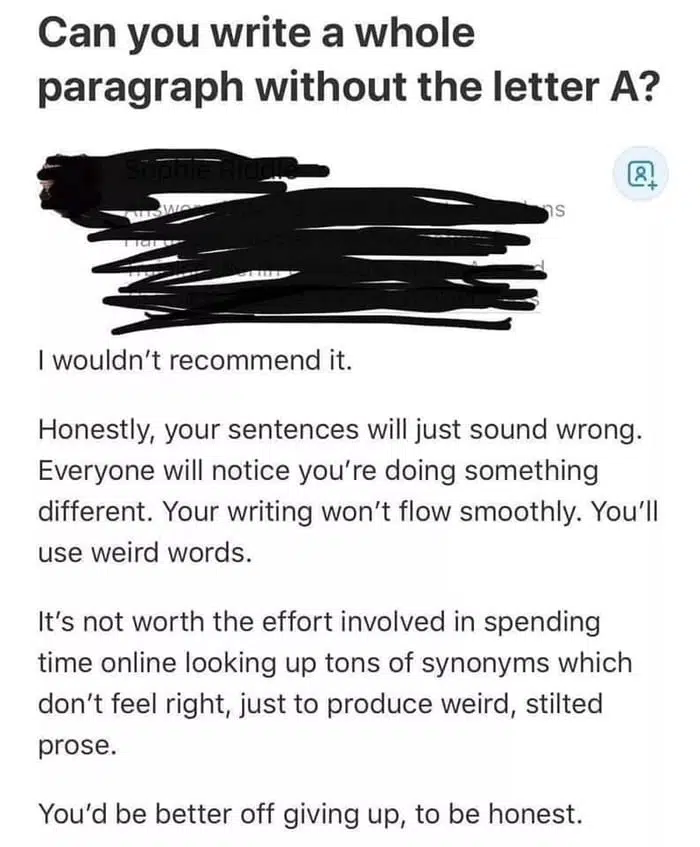 Can you write a whole
paragraph without the letter A?
I wouldn't recommend it.
Honestly, your sentences will just sound wrong.
Everyone will notice you're doing something
different. Your writing won't flow smoothly. You'll
use weird words.
It's not worth the effort involved in spending
time online looking up tons of synonyms which
don't feel right, just to produce weird, stilted
prose.
You'd be better off giving up, to be honest.